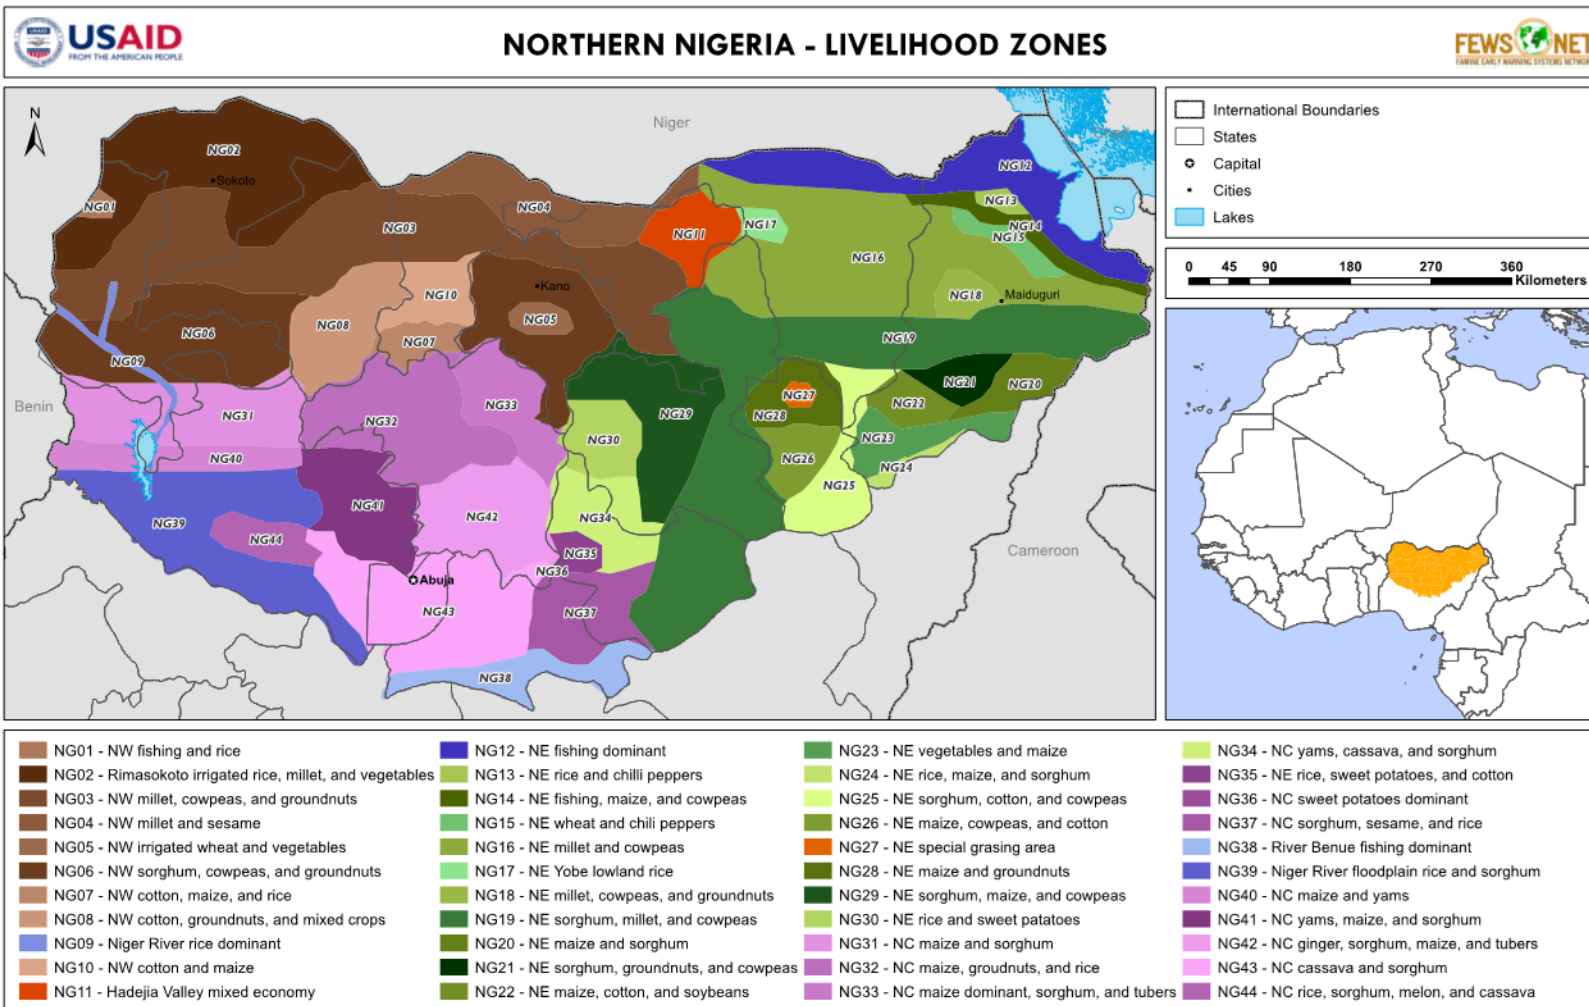 USAID
FROM THE AMERICAN PEOPLE
NORTHERN NIGERIA - LIVELIHOOD ZONES
FEWS NET
FAMINE EARLY WARNING SYSTEMS NETWORK
N
Niger
Benin
Cameroon
NG02
Sokoto
NG01
NG03
NG04
NG11
NG17
NG12
NG13
NG14
NG15
NG16
NG18
Maiduguri
NG10
Kano
NG05
NG08
NG07
NG06
NG09
NG19
NG21
NG20
NG22
NG27
NG28
NG23
NG24
NG25
NG26
NG29
NG30
NG31
NG32
NG33
NG40
NG41
NG42
NG34
NG35
NG36
NG37
NG39
NG44
Abuja
NG43
NG38
International Boundaries
States
Capital
Cities
Lakes
0 45 90 180 270 360
Kilometers
NG01 - NW fishing and rice
NG02 - Rimasokoto irrigated rice, millet, and vegetables
NG03 - NW millet, cowpeas, and groundnuts
NG04 - NW millet and sesame
NG05 - NW irrigated wheat and vegetables
NG06 - NW sorghum, cowpeas, and groundnuts
NG07 - NW cotton, maize, and rice
NG08 - NW cotton, groundnuts, and mixed crops
NG09 - Niger River rice dominant
NG10 - NW cotton and maize
NG11 - Hadejia Valley mixed economy
NG12 - NE fishing dominant
NG13 - NE rice and chilli peppers
NG14 - NE fishing, maize, and cowpeas
NG15 - NE wheat and chili peppers
NG16 - NE millet and cowpeas
NG17 - NE Yobe lowland rice
NG18 - NE millet, cowpeas, and groundnuts
NG19 - NE sorghum, millet, and cowpeas
NG20 - NE maize and sorghum
NG21 - NE sorghum, groundnuts, and cowpeas
NG22 - NE maize, cotton, and soybeans
NG23 - NE vegetables and maize
NG24 - NE rice, maize, and sorghum
NG25 - NE sorghum, cotton, and cowpeas
NG26 - NE maize, cowpeas, and cotton
NG27 - NE special grasing area
NG28 - NE maize and groundnuts
NG29 - NE sorghum, maize, and cowpeas
NG30 - NE rice and sweet patatoes
NG31 - NC maize and sorghum
NG32 - NC maize, groudnuts, and rice
NG33 - NC maize dominant, sorghum, and tubers
NG34 - NC yams, cassava, and sorghum
NG35 - NE rice, sweet potatoes, and cotton
NG36 - NC sweet potatoes dominant
NG37 - NC sorghum, sesame, and rice
NG38 - River Benue fishing dominant
NG39 - Niger River floodplain rice and sorghum
NG40 - NC maize and yams
NG41 - NC yams, maize, and sorghum
NG42 - NC ginger, sorghum, maize, and tubers
NG43 - NC cassava and sorghum
NG44 - NC rice, sorghum, melon, and cassava